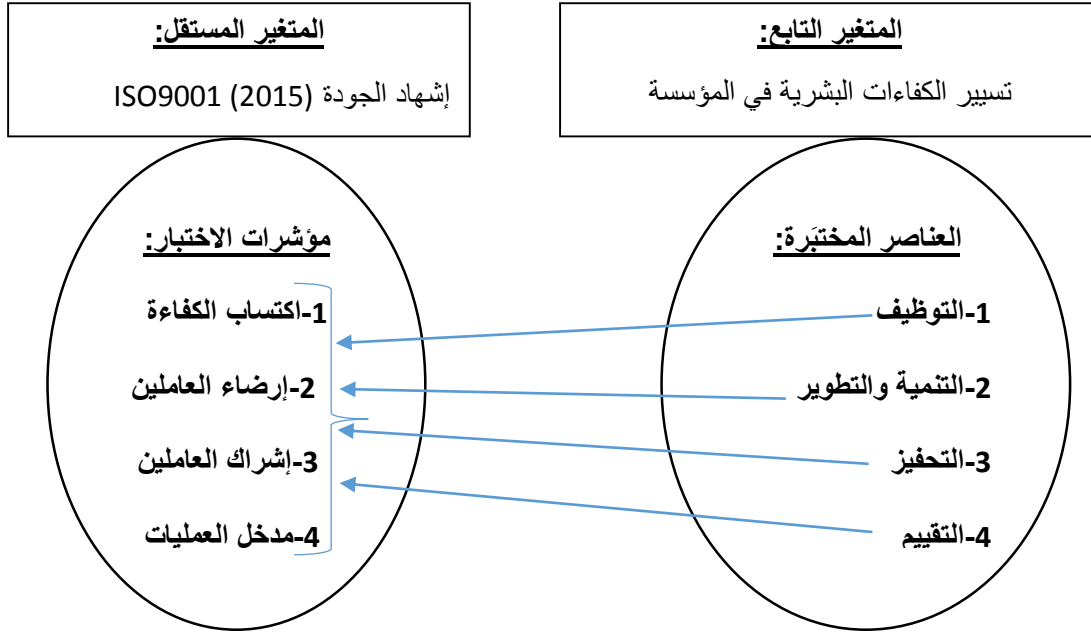 المتغير التابع:
تسيير الكفاءات البشرية في المؤسسة
العناصر المختبَرة:
1-التوظيف
2-التنمية والتطوير
3-التحفيز
4-التقييم
المتغير المستقل:
إشهاد الجودة ISO9001 (2015)
مؤشرات الاختبار:
1-اكتساب الكفاءة
2-إرضاء العاملين
3-إشراك العاملين
4-مدخل العمليات